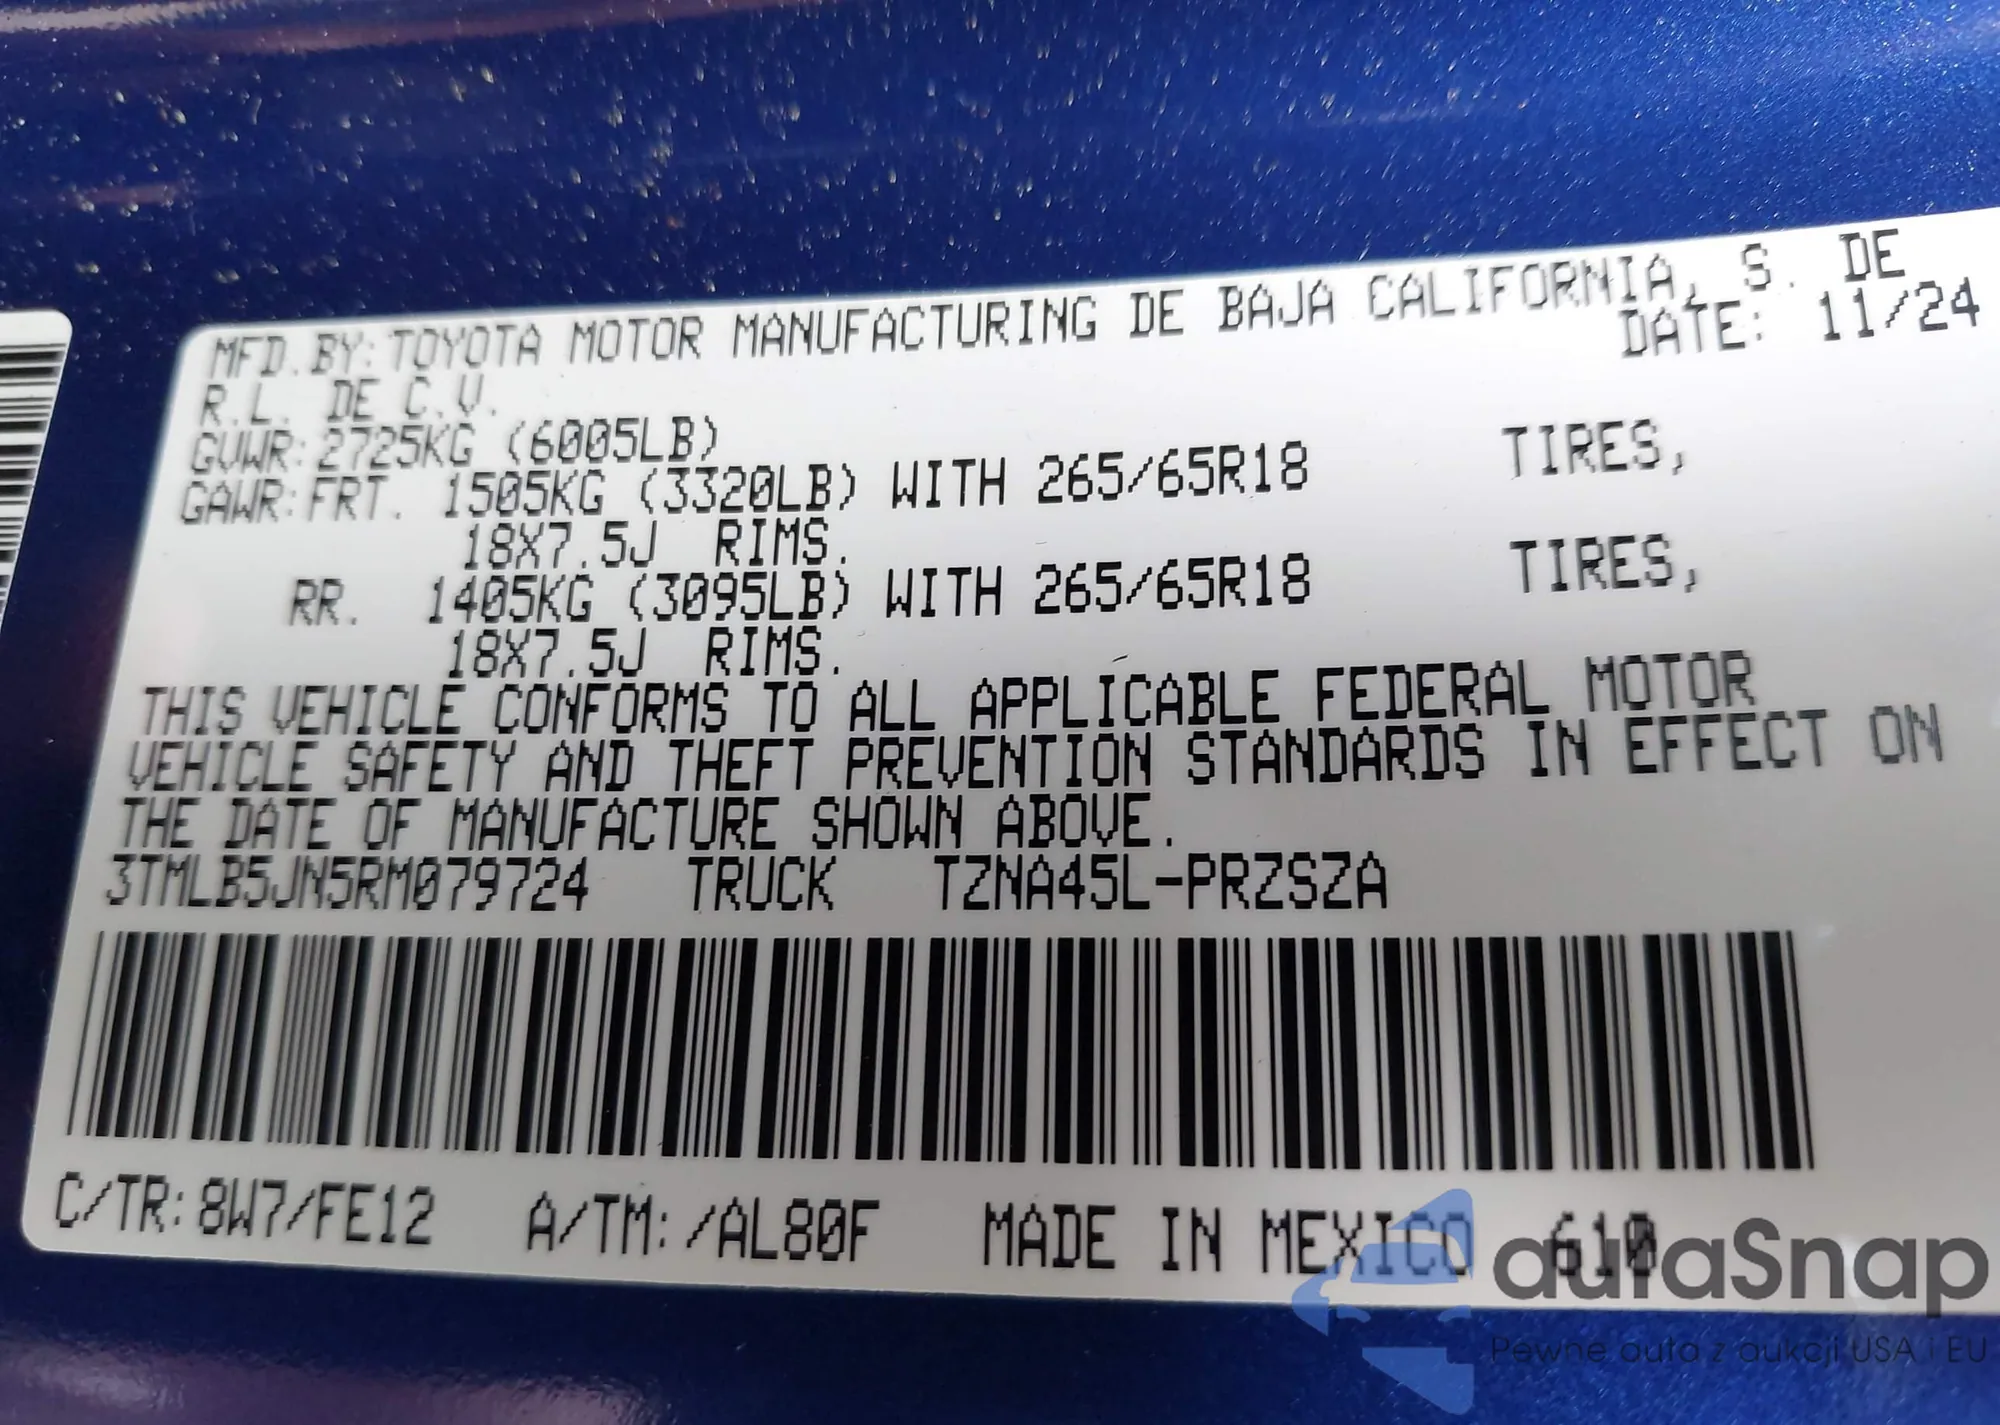 MFD.BY:TOYOTA MOTOR MANUFACTURING DE BAJA CALIFORNIA, S. DE
R.L. DE C.V. DATE: 11/24
GVWR:2725KG (6005LB)
GAWR:FRT. 1505KG (3320LB) WITH 265/65R18 TIRES,
18X7.5J RIMS.
RR. 1405KG (3095LB) WITH 265/65R18 TIRES,
18X7.5J RIMS.
THIS VEHICLE CONFORMS TO ALL APPLICABLE FEDERAL MOTOR
VEHICLE SAFETY AND THEFT PREVENTION STANDARDS IN EFFECT ON
THE DATE OF MANUFACTURE SHOWN ABOVE.
3TMLB5JN5RM079724 TRUCK TZNA45L-PRZSZA
C/TR:8W7/FE12 A/TM:/AL80F MADE IN MEXICO 610
autaSnap
Pewne auta z aukcji USA i EU